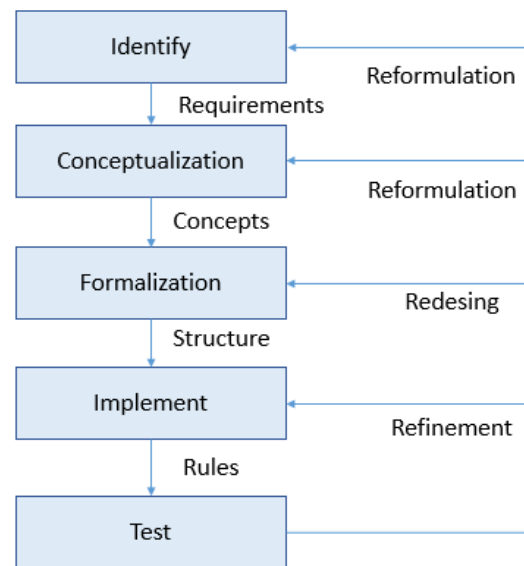 Identify
Reformulation
Requirements
Conceptualization
Reformulation
Concepts
Formalization
Redesing
Structure
Implement
Refinement
Rules
Test